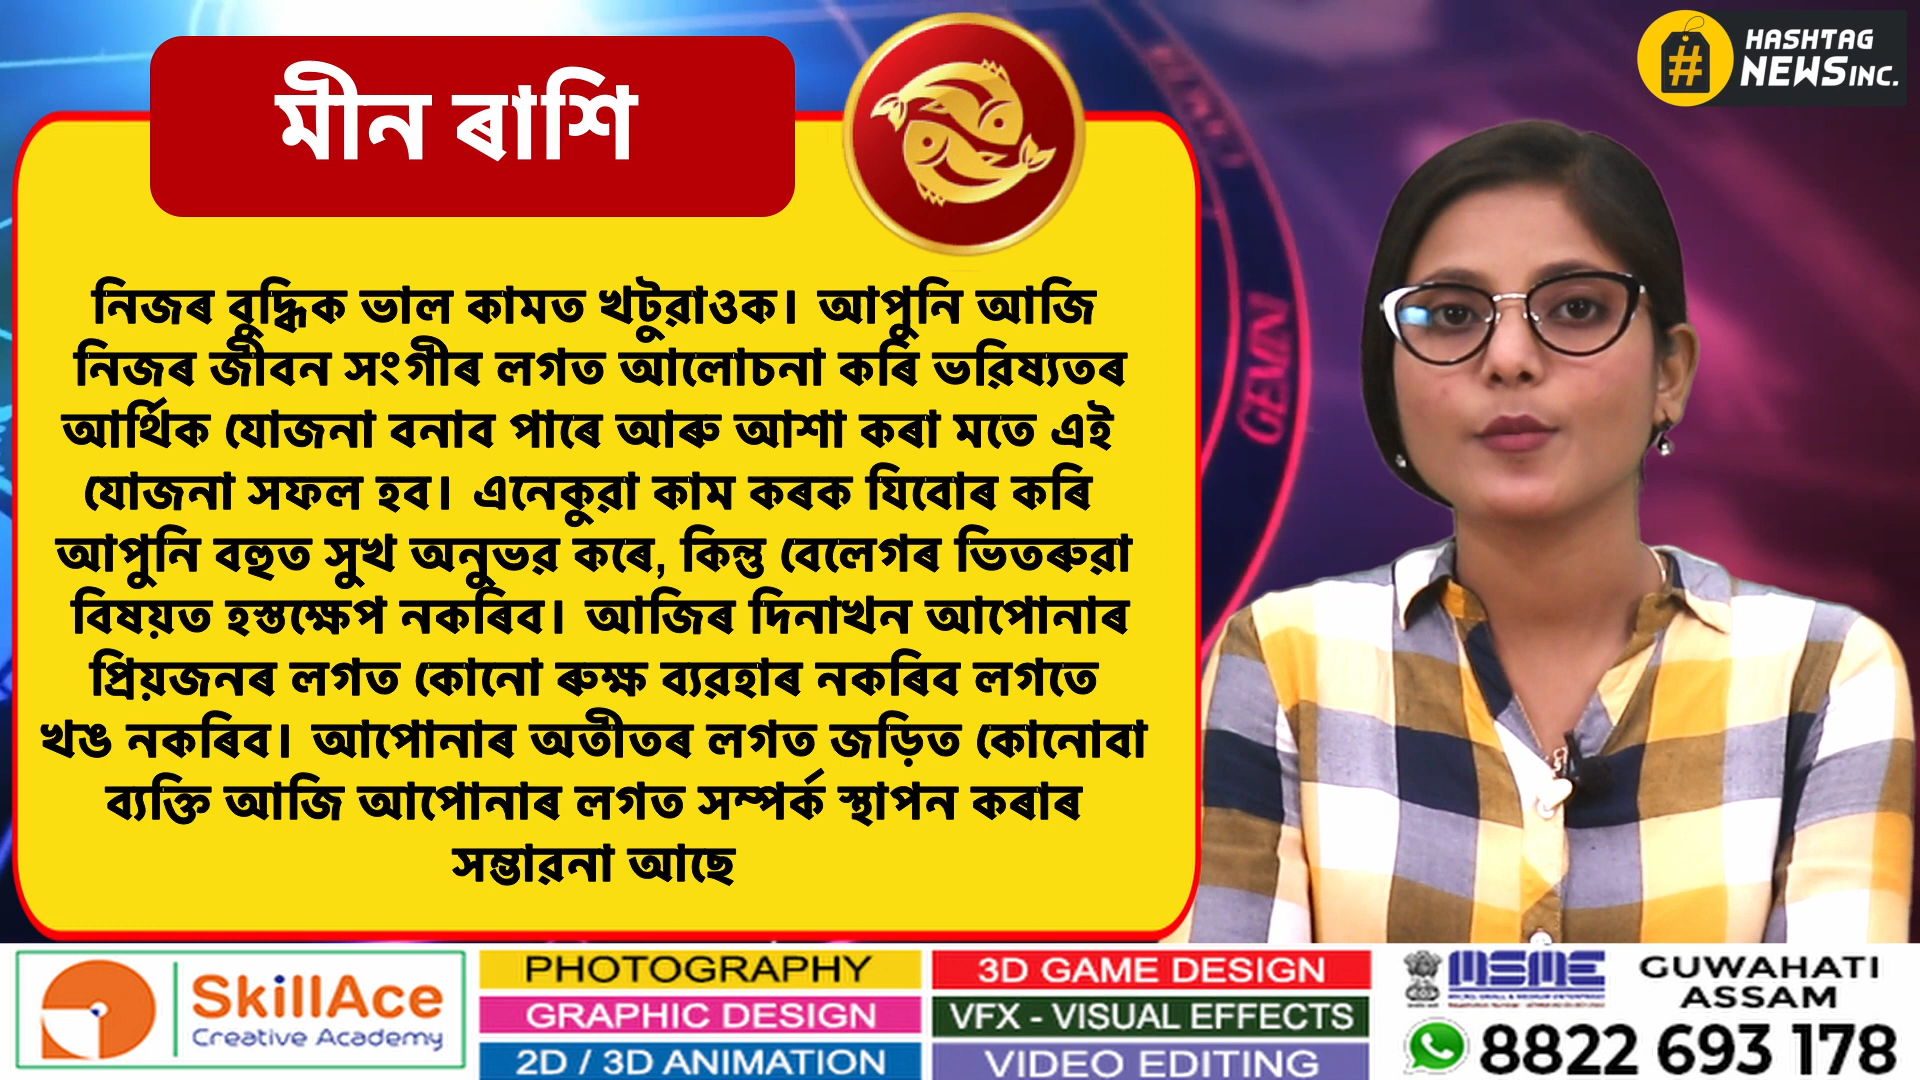 মীন ৰাশি
HASHTAG
NEWS INC.
নিজৰ বুদ্ধিক ভাল কামত খটুৱাওক। আপুনি আজি
নিজৰ জীবন সংগীৰ লগত আলোচনা কৰি ভৱিষ্যতৰ
আৰ্থিক যোজনা বনাব পাৰে আৰু আশা কৰা মতে এই
যোজনা সফল হব। এনেকুৱা কাম কৰক যিবোৰ কৰি
আপুনি বহুত সুখ অনুভৱ কৰে, কিন্তু বেলেগৰ ভিতৰুৱা
বিষয়ত হস্তক্ষেপ নকৰিব। আজিৰ দিনাখন আপোনাৰ
প্ৰিয়জনৰ লগত কোনো ৰুক্ষ ব্যৱহাৰ নকৰিব লগতে
খঙ নকৰিব। আপোনাৰ অতীতৰ লগত জড়িত কোনোবা
ব্যক্তি আজি আপোনাৰ লগত সম্পৰ্ক স্থাপন কৰাৰ
সম্ভাৱনা আছে
GEMIN
SkillAce
Creative Academy
PHOTOGRAPHY
GRAPHIC DESIGN
2D / 3D ANIMATION
3D GAME DESIGN
VFX - VISUAL EFFECTS
VIDEO EDITING
MSME
GUWAHATI
ASSAM
8822 693 178